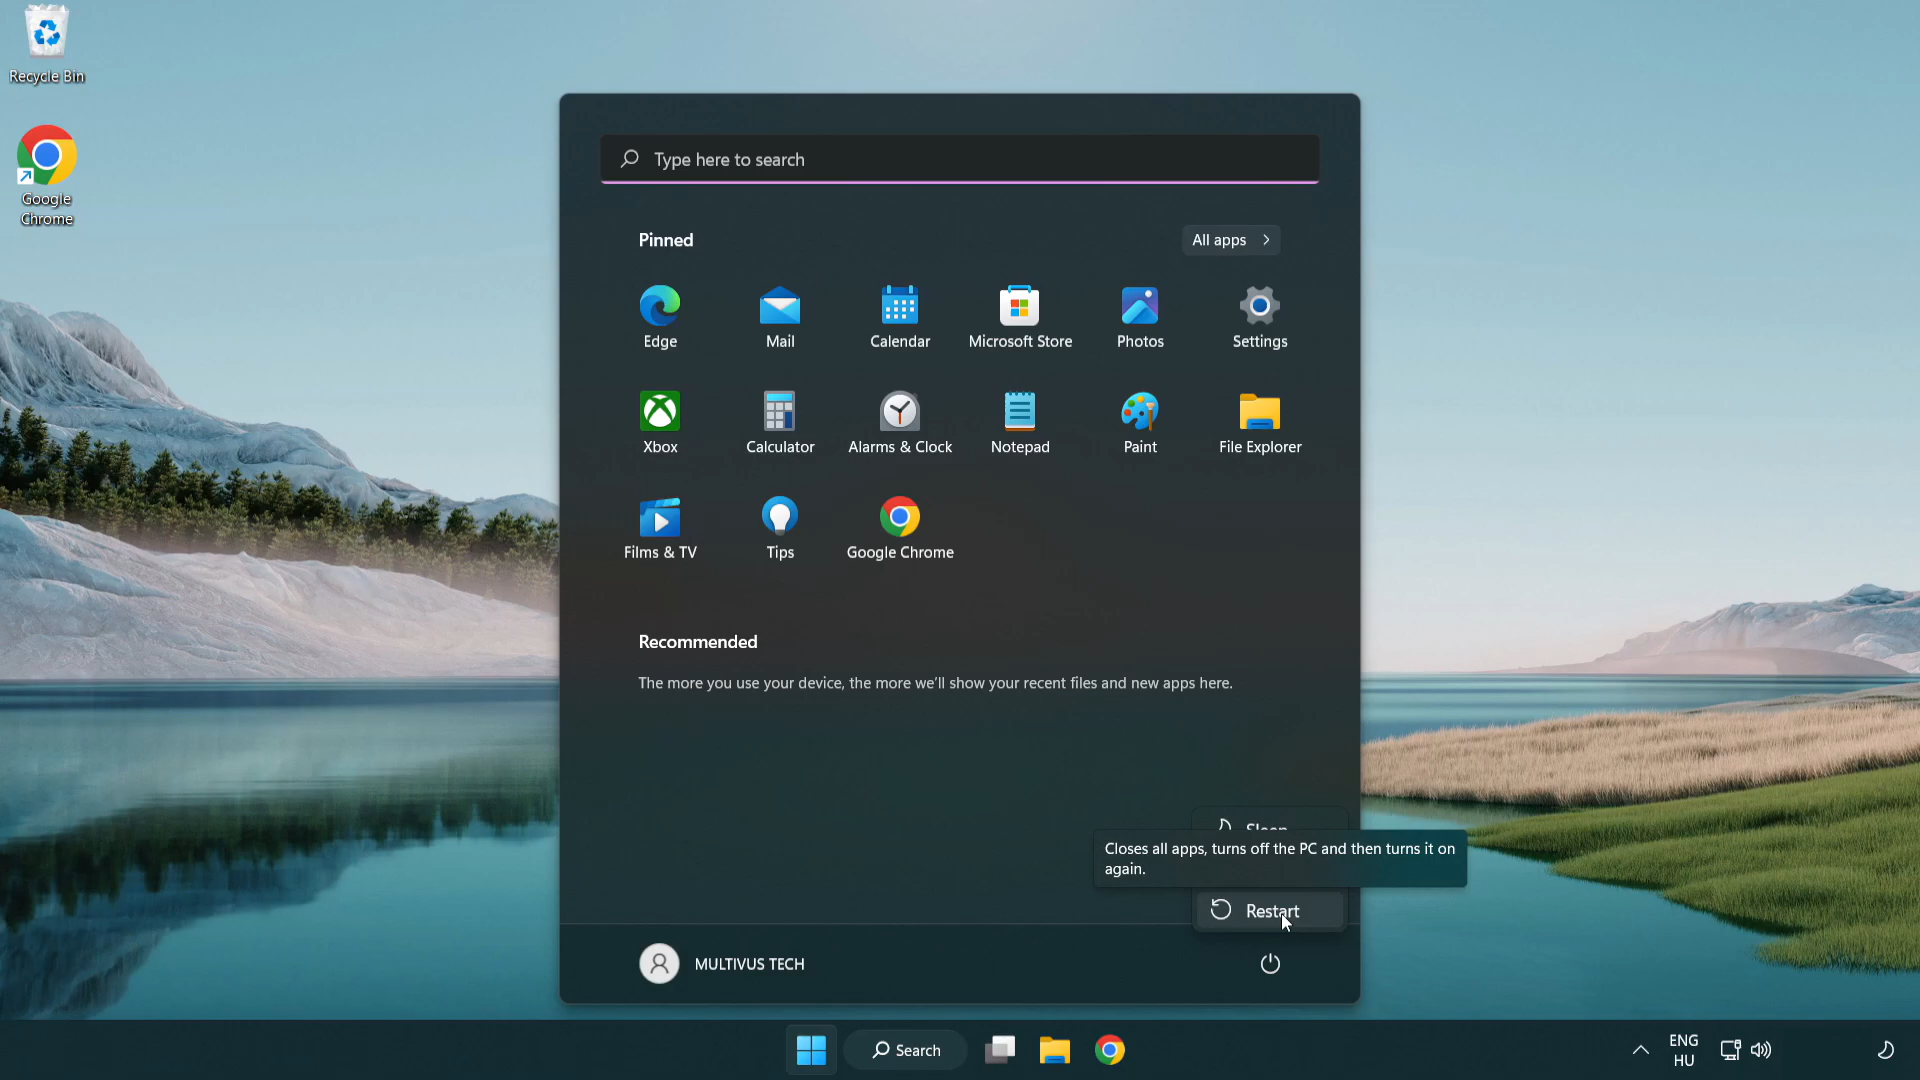 Recycle Bin
Google
Chrome
Type here to search
Pinned
All apps
Edge
Mail
Calendar
Microsoft Store
Photos
Settings
Xbox
Calculator
Alarms & Clock
Notepad
Paint
File Explorer
Films & TV
Tips
Google Chrome
Recommended
The more you use your device, the more we'll show your recent files and new apps here.
Sleep
Closes all apps, turns off the PC and then turns it on
again.
Restart
MULTIVUS TECH
Search
ENG
HU